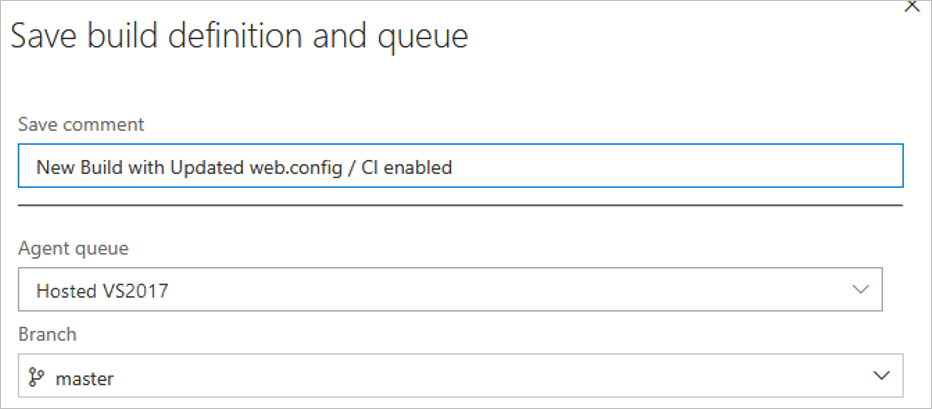 Save build definition and queue
Save comment
New Build with Updated web.config / CI enabled
Agent queue
Hosted VS2017
Branch
master